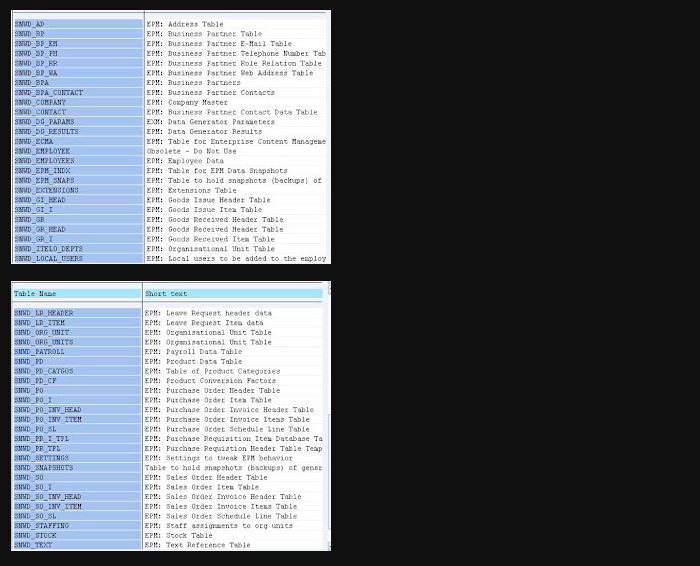 SNWD_AD EPM: Address Table
SNWD_BP EPM: Business Partner Table
SNWD_BP_EM EPM: Business Partner E-Mail Table
SNWD_BP_PH EPM: Business Partner Telephone Number Tab
SNWD_BP_RR EPM: Business Partner Role Relation Table
SNWD_BP_WA EPM: Business Partner Web Address Table
SNWD_BPA EPM: Business Partners
SNWD_BPA_CONTACT EPM: Business Partner Contacts
SNWD_COMPANY EPM: Company Master
SNWD_CONTACT EPM: Business Partner Contact Data Table
SNWD_DG_PARAMS EXM: Data Generator Parameters
SNWD_DG_RESULTS EPM: Data Generator Results
SNWD_ECMA EPM: Table for Enterprise Content Manageme
SNWD_EMPLOYEE Obsolete - Do Not Use
SNWD_EMPLOYEES EPM: Employee Data
SNWD_EPM_INDX EPM: Table for EPM Data Snapshots
SNWD_EPM_SNAPS EPM: Table to hold snapshots (backups) of
SNWD_EXTENSIONS EPM: Extensions Table
SNWD_GI_HEAD EPM: Goods Issue Header Table
SNWD_GI_I EPM: Goods Issue Item Table
SNWD_GR EPM: Goods Received Header Table
SNWD_GR_HEAD EPM: Goods Received Header Table
SNWD_GR_I EPM: Goods Received Item Table
SNWD_ITELO_DEPTS EPM: Organisational Unit Table
SNWD_LOCAL_USERS EPM: Local users to be added to the employ
Table Name Short text
SNWD_LR_HEADER EPM: Leave Request header data
SNWD_LR_ITEM EPM: Leave Request Item data
SNWD_ORG_UNIT EPM: Organisational Unit Table
SNWD_ORG_UNITS EPM: Organisational Unit Table
SNWD_PAYROLL EPM: Payroll Data Table
SNWD_PD EPM: Product Data Table
SNWD_PD_CATGOS EPM: Table of Product Categories
SNWD_PD_CF EPM: Product Conversion Factors
SNWD_PO EPM: Purchase Order Header Table
SNWD_PO_I EPM: Purchase Order Item Table
SNWD_PO_INV_HEAD EPM: Purchase Order Invoice Header Table
SNWD_PO_INV_ITEM EPM: Purchase Order Invoice Items Table
SNWD_PO_SL EPM: Purchase Order Schedule Line Table
SNWD_PR_I_TPL EPM: Purchase Requisition Item Database Ta
SNWD_PR_TPL EPM: Purchase Requistion Header Table Temp
SNWD_SETTINGS EPM: Settings to tweak EPM behavior
SNWD_SNAPSHOTS Table to hold snapshots (backups) of gener
SNWD_SO EPM: Sales Order Header Table
SNWD_SO_I EPM: Sales Order Item Table
SNWD_SO_INV_HEAD EPM: Sales Order Invoice Header Table
SNWD_SO_INV_ITEM EPM: Sales Order Invoice Items Table
SNWD_SO_SL EPM: Sales Order Schedule Line Table
SNWD_STAFFING EPM: Staff assignments to org units
SNWD_STOCK EPM: Stock Table
SNWD_TEXT EPM: Text Reference Table